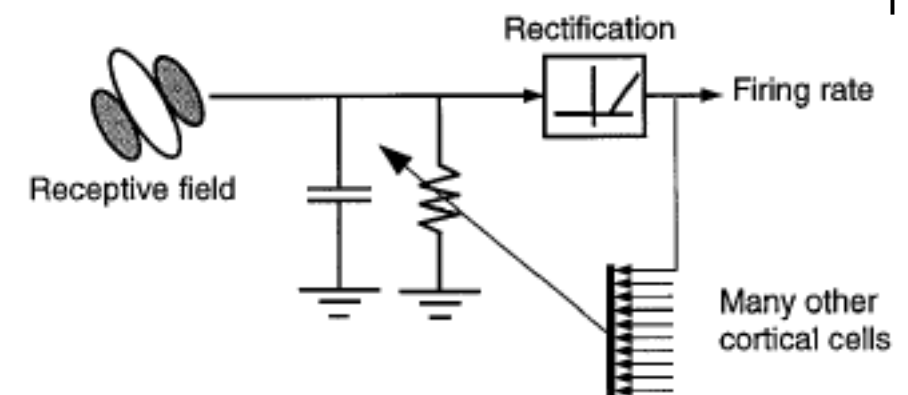 Rectification
Firing rate
Receptive field
Many other
cortical cells